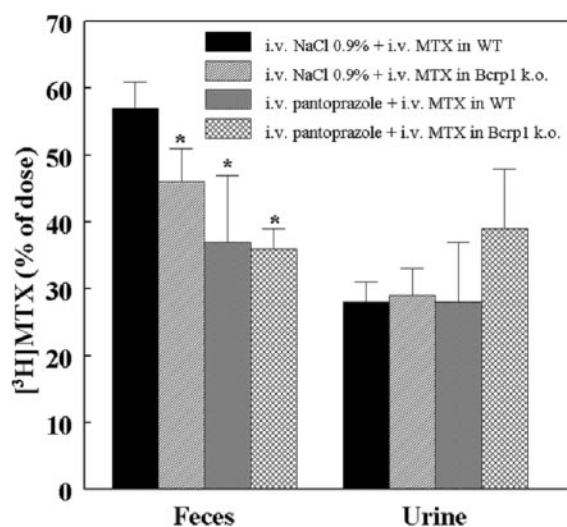 70
60
50
40
30
20
10
0
[³H]MTX (% of dose)
i.v. NaCl 0.9% + i.v. MTX in WT
i.v. NaCl 0.9% + i.v. MTX in Bcrp1 k.o.
i.v. pantoprazole + i.v. MTX in WT
i.v. pantoprazole + i.v. MTX in Bcrp1 k.o.
*
*
*
Feces Urine